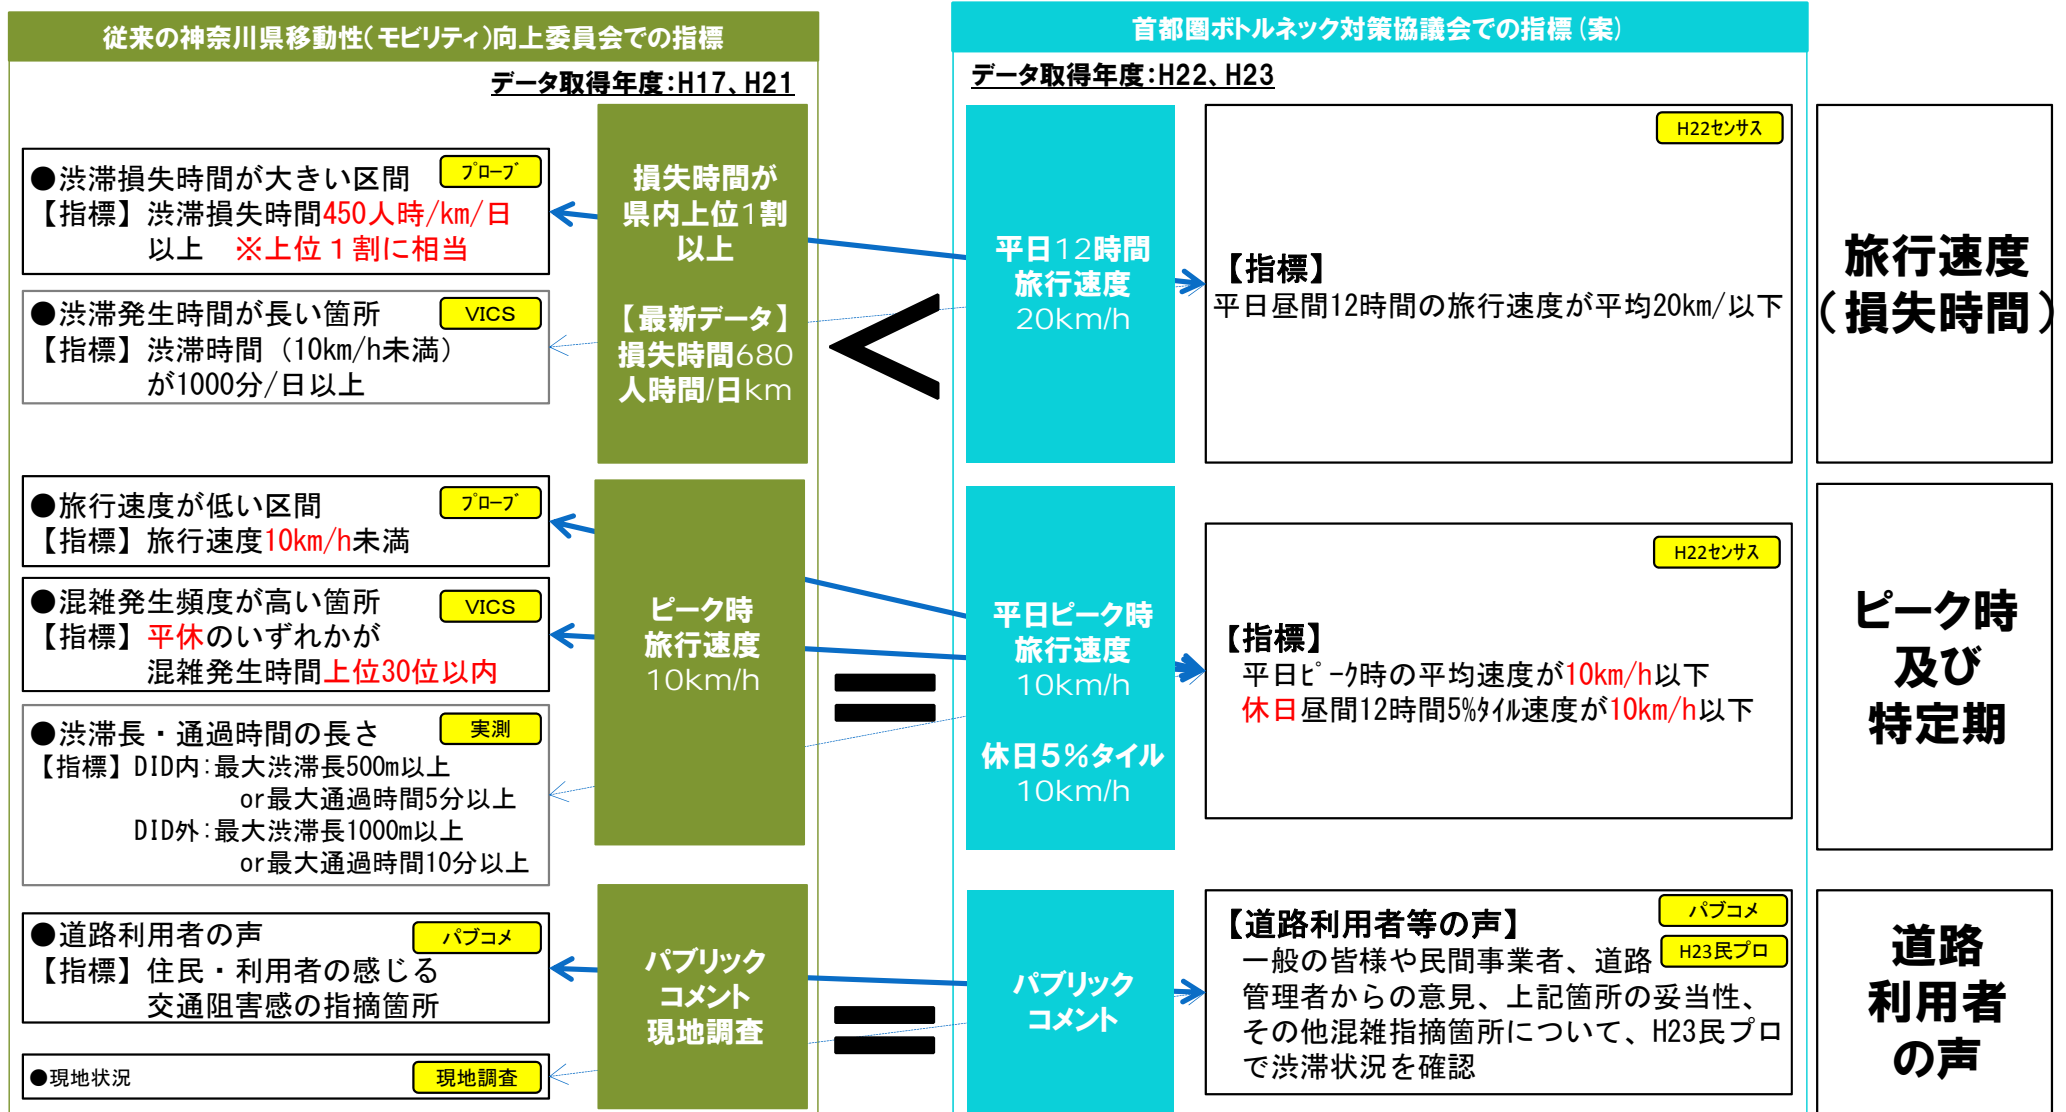 従来の神奈川県移動性(モビリティ)向上委員会での指標
データ取得年度:H17、H21
●渋滞損失時間が大きい区間
プローブ
【指標】渋滞損失時間450人時/km/日
以上 ※上位1割に相当
●渋滞発生時間が長い箇所
VICS
【指標】渋滞時間(10km/h未満)
が1000分/日以上
損失時間が
県内上位1割
以上
【最新データ】
損失時間680
人時間/日km
●旅行速度が低い区間
プローブ
【指標】旅行速度10km/h未満
●混雑発生頻度が高い箇所
VICS
【指標】平休のいずれかが
混雑発生時間上位30位以内
●渋滞長・通過時間の長さ
実測
【指標】DID内:最大渋滞長500m以上
or最大通過時間5分以上
DID外:最大渋滞長1000m以上
or最大通過時間10分以上
ピーク時
旅行速度
10km/h
●道路利用者の声
パブコメ
【指標】住民・利用者の感じる
交通阻害感の指摘箇所
●現地状況
現地調査
パブリック
コメント
現地調査
<
=
=
首都圏ボトルネック対策協議会での指標(案)
データ取得年度:H22、H23
平日12時間
旅行速度
20km/h
H22センサス
【指標】
平日昼間12時間の旅行速度が平均20km/以下
平日ピーク時
旅行速度
10km/h
休日5%タイル
10km/h
H22センサス
【指標】
平日ピーク時の平均速度が10km/h以下
休日昼間12時間5%タイル速度が10km/h以下
パブリック
コメント
パブコメ
【道路利用者等の声】
H23民プロ
一般の皆様や民間事業者、道路
管理者からの意見、上記箇所の妥当性、
その他混雑指摘箇所について、H23民プロ
で渋滞状況を確認
旅行速度
(損失時間)
ピーク時
及び
特定期
道路
利用者
の声